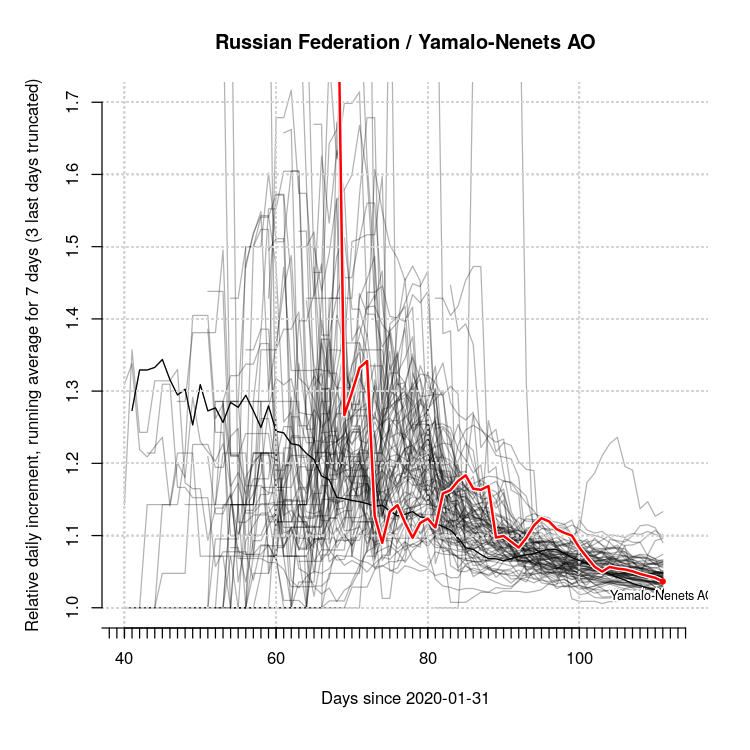 Russian Federation / Yamalo-Nenets AO
Relative daily increment, running average for 7 days (3 last days truncated)
1.7
1.6
1.5
1.4
1.3
1.2
1.1
1.0
Yamalo-Nenets AO
40 60 80 100
Days since 2020-01-31